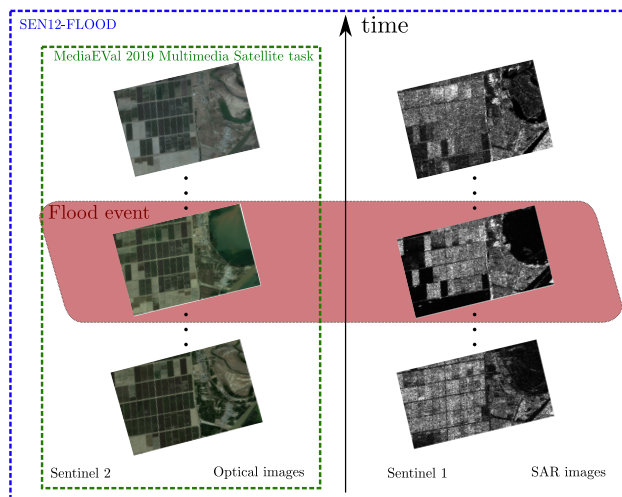 SEN12-FLOOD
time
MediaEVal 2019 Multimedia Satellite task
Flood event
Sentinel 2
Optical images
Sentinel 1
SAR images